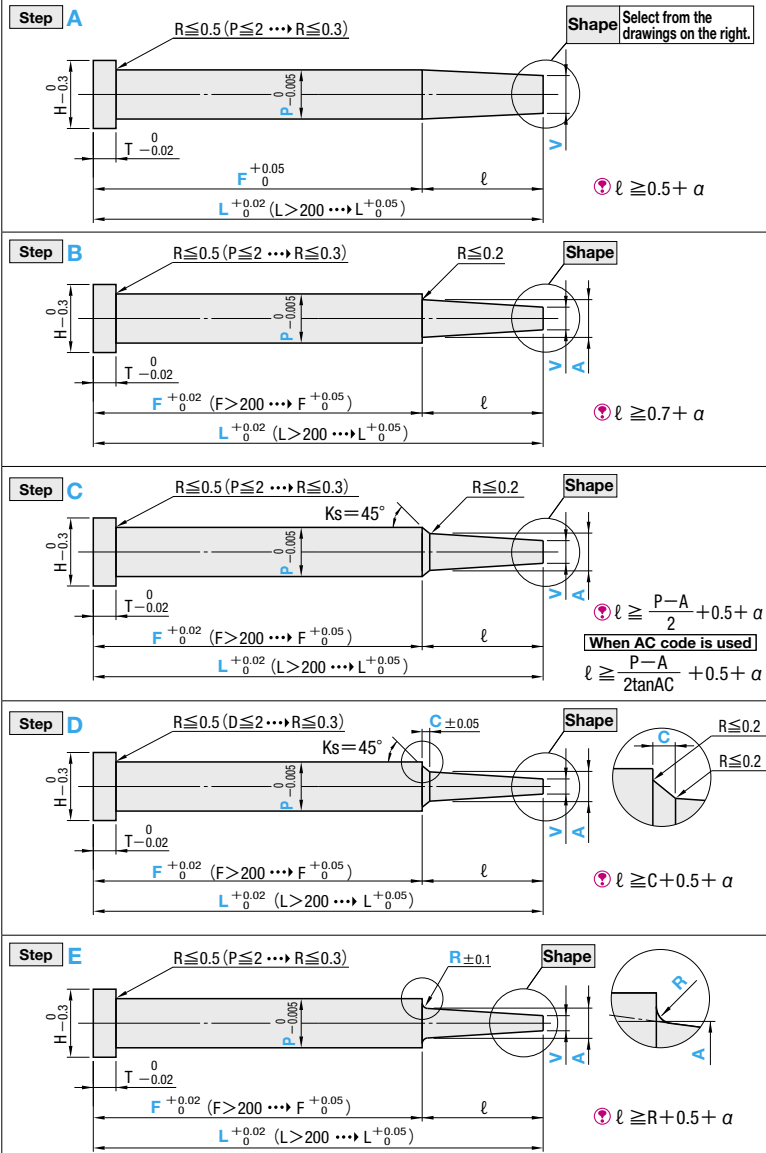 Step A
R≦0.5(P≦2 ・・・・ R≦0.3)
Shape Select from the drawings on the right.
H 0 -0.3
P 0 -0.005
V
T 0 -0.02
F +0.05 0
ℓ
ℓ ≧0.5+ α
L +0.02 0 (L>200 ・・・・ L +0.05 0)
Step B
R≦0.5(P≦2 ・・・・ R≦0.3)
R≦0.2
Shape
H 0 -0.3
P 0 -0.005
V
A
T 0 -0.02
F +0.02 0 (F>200 ・・・・ F +0.05 0)
ℓ
ℓ ≧0.7+ α
L +0.02 0 (L>200 ・・・・ L +0.05 0)
Step C
R≦0.5(P≦2 ・・・・ R≦0.3)
R≦0.2
Shape
Ks=45°
H 0 -0.3
P 0 -0.005
V
A
T 0 -0.02
ℓ ≧ P-A / 2 +0.5+ α
When AC code is used
F +0.02 0 (F>200 ・・・・ F +0.05 0)
ℓ
ℓ ≧ P-A / 2tanAC +0.5+ α
L +0.02 0 (L>200 ・・・・ L +0.05 0)
Step D
R≦0.5(D≦2 ・・・・ R≦0.3)
C ±0.05
Shape
R≦0.2
C
Ks=45°
R≦0.2
H 0 -0.3
P 0 -0.005
V
A
T 0 -0.02
F +0.02 0 (F>200 ・・・・ F +0.05 0)
ℓ
ℓ ≧C+0.5+ α
L +0.02 0 (L>200 ・・・・ L +0.05 0)
Step E
R≦0.5(P≦2 ・・・・ R≦0.3)
R ±0.1
Shape
R
H 0 -0.3
P 0 -0.005
V
A
A
T 0 -0.02
F +0.02 0 (F>200 ・・・・ F +0.05 0)
ℓ
ℓ ≧R+0.5+ α
L +0.02 0 (L>200 ・・・・ L +0.05 0)